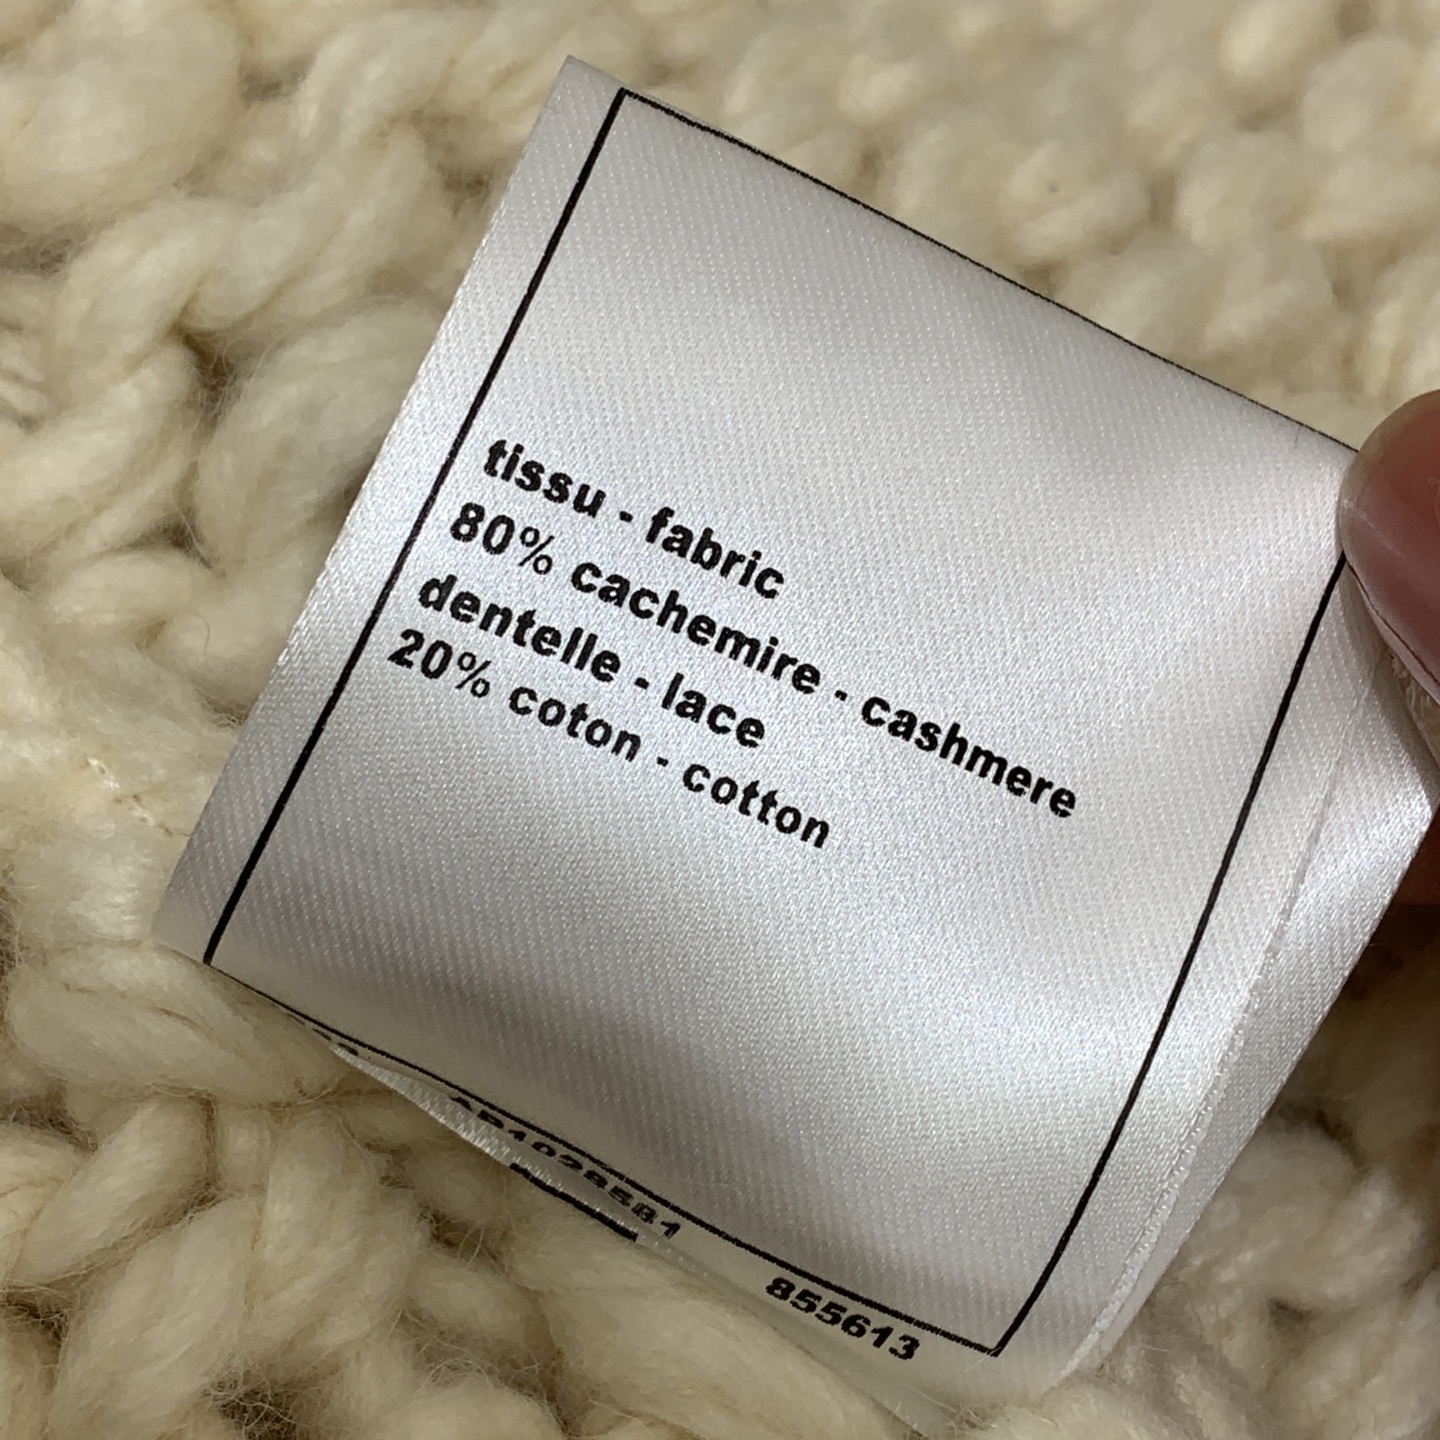 tissu - fabric
80% cachemire - cashmere
dentelle - lace
20% coton - cotton
855613